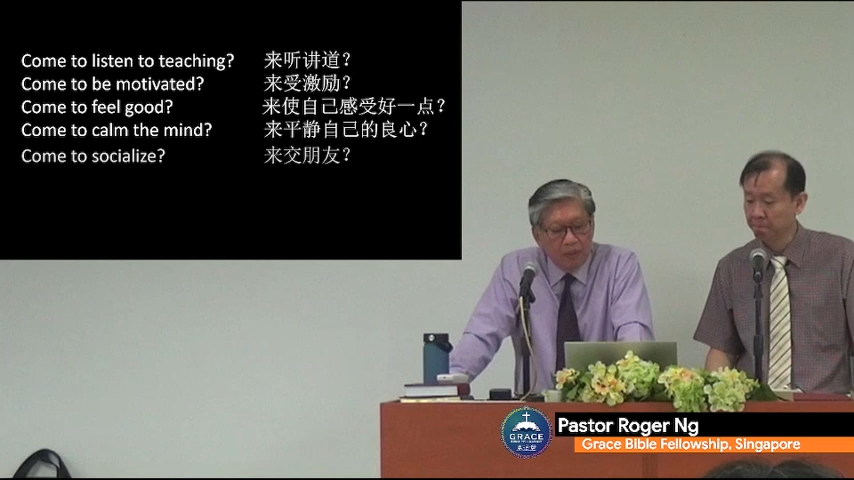 Come to listen to teaching? 来听讲道?
Come to be motivated? 来受激励?
Come to feel good? 来使自己感受好一点?
Come to calm the mind? 来平静自己的良心?
Come to socialize? 来交朋友?
GRACE
Pastor Roger Ng
Grace Bible Fellowship, Singapore